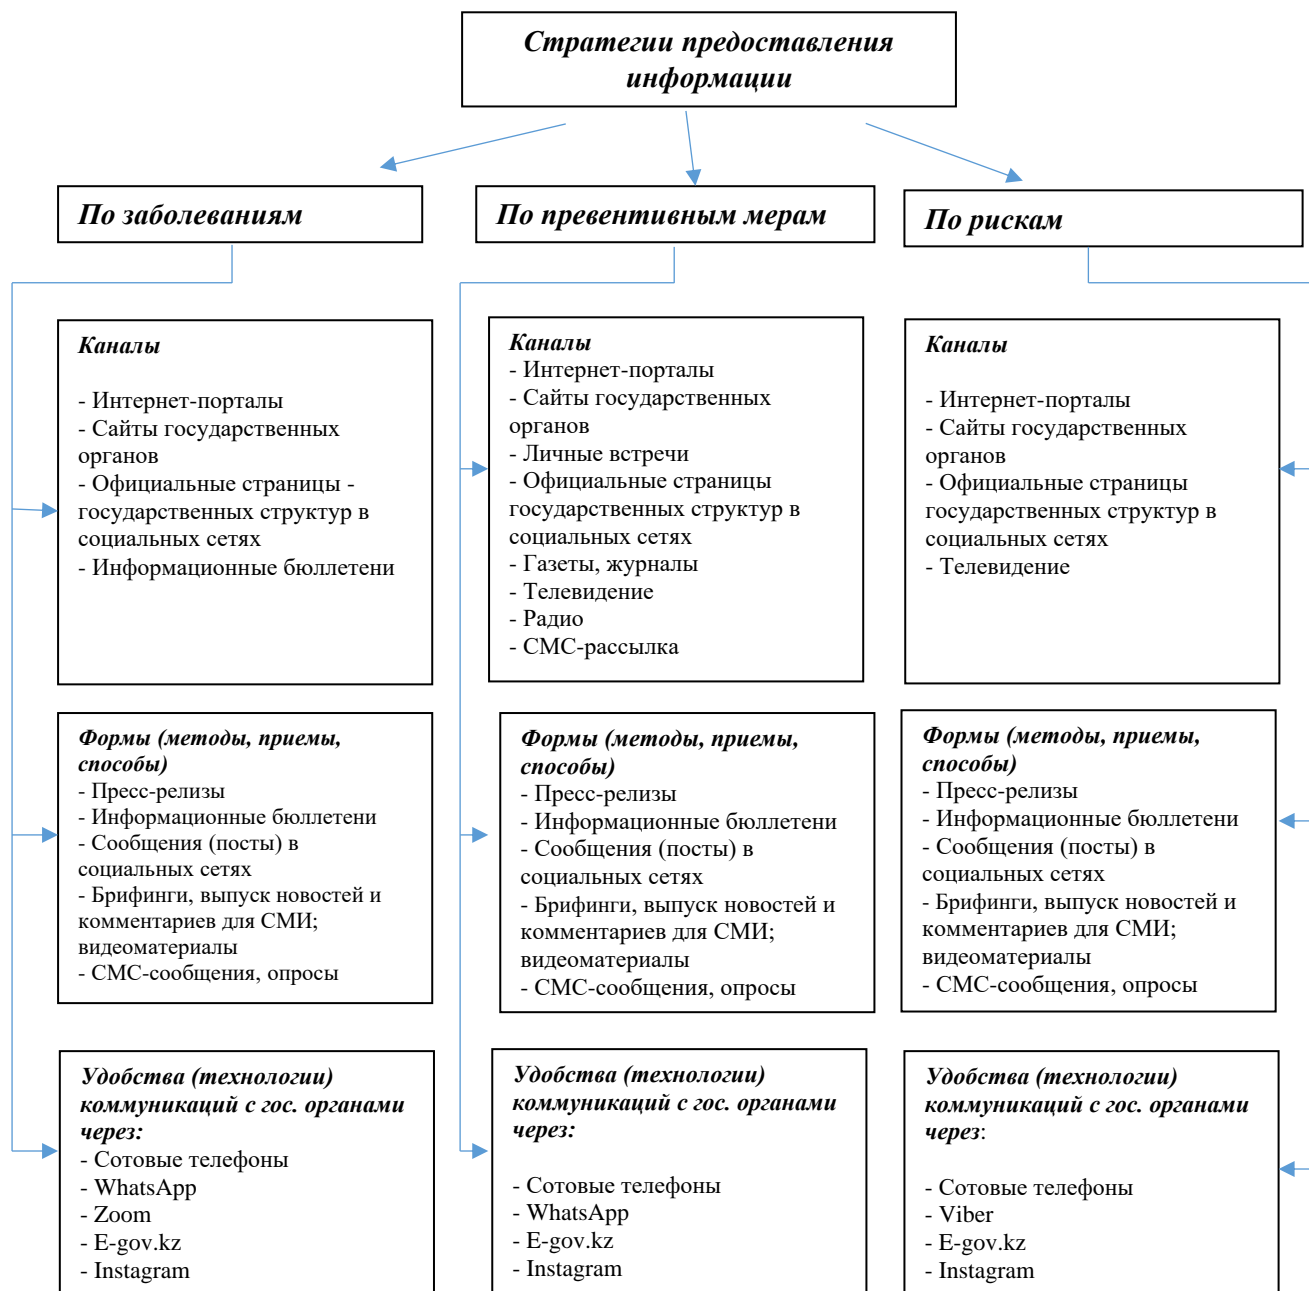 Стратегии предоставления
информации
По заболеваниям
По превентивным мерам
По рискам
Каналы
- Интернет-порталы
- Сайты государственных
органов
- Официальные страницы -
государственных структур в
социальных сетях
- Информационные бюллетени
Каналы
- Интернет-порталы
- Сайты государственных
органов
- Личные встречи
- Официальные страницы
государственных структур в
социальных сетях
- Газеты, журналы
- Телевидение
- Радио
- СМС-рассылка
Каналы
- Интернет-порталы
- Сайты государственных
органов
- Официальные страницы
государственных структур в
социальных сетях
- Телевидение
Формы (методы, приемы,
способы)
- Пресс-релизы
- Информационные бюллетени
- Сообщения (посты) в
социальных сетях
- Брифинги, выпуск новостей и
комментариев для СМИ;
видеоматериалы
- СМС-сообщения, опросы
Формы (методы, приемы,
способы)
- Пресс-релизы
- Информационные бюллетени
- Сообщения (посты) в
социальных сетях
- Брифинги, выпуск новостей и
комментариев для СМИ;
видеоматериалы
- СМС-сообщения, опросы
Формы (методы, приемы,
способы)
- Пресс-релизы
- Информационные бюллетени
- Сообщения (посты) в
социальных сетях
- Брифинги, выпуск новостей и
комментариев для СМИ;
видеоматериалы
- СМС-сообщения, опросы
Удобства (технологии)
коммуникаций с гос. органами
через:
- Сотовые телефоны
- WhatsApp
- Zoom
- E-gov.kz
- Instagram
Удобства (технологии)
коммуникаций с гос. органами
через:
- Сотовые телефоны
- WhatsApp
- E-gov.kz
- Instagram
Удобства (технологии)
коммуникаций с гос. органами
через:
- Сотовые телефоны
- Viber
- E-gov.kz
- Instagram